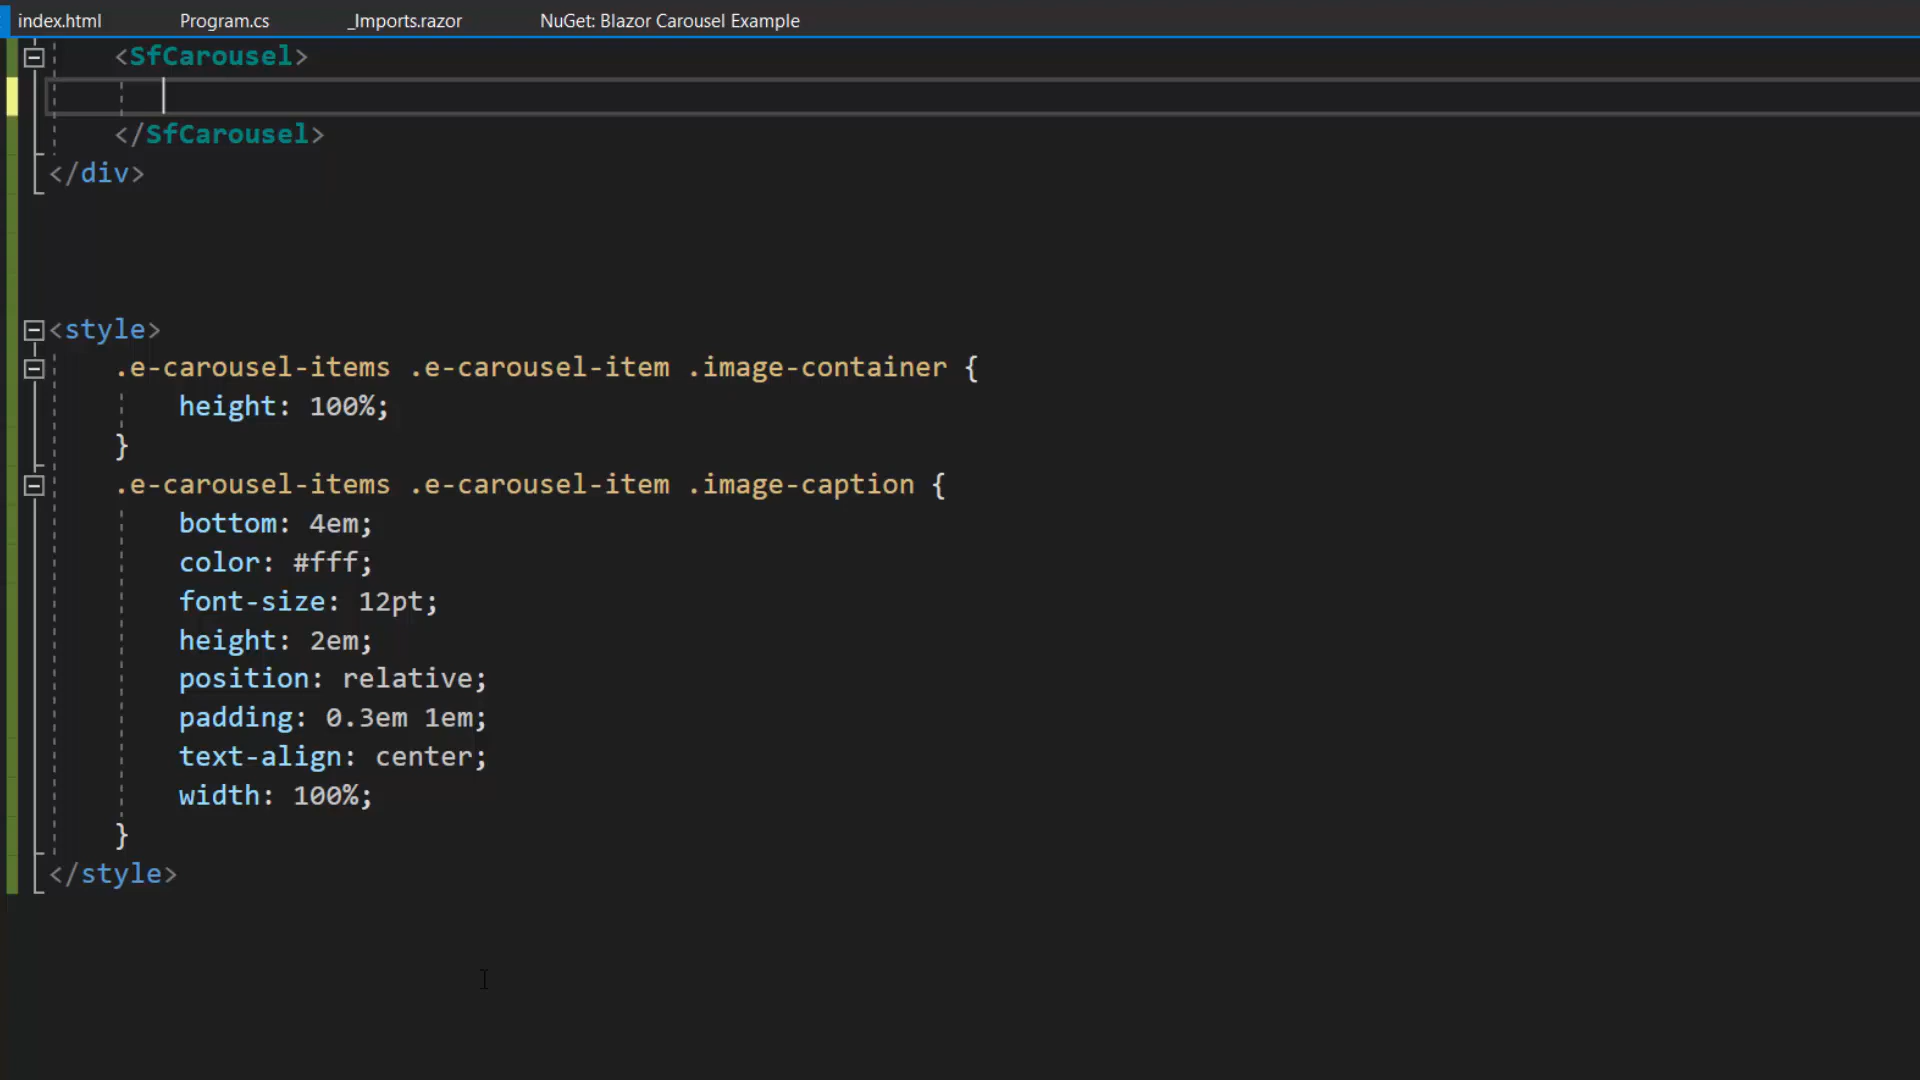 index.html Program.cs _Imports.razor NuGet: Blazor Carousel Example
<SfCarousel>
</SfCarousel>
</div>
<style>
.e-carousel-items .e-carousel-item .image-container {
height: 100%;
}
.e-carousel-items .e-carousel-item .image-caption {
bottom: 4em;
color: #fff;
font-size: 12pt;
height: 2em;
position: relative;
padding: 0.3em 1em;
text-align: center;
width: 100%;
}
</style>